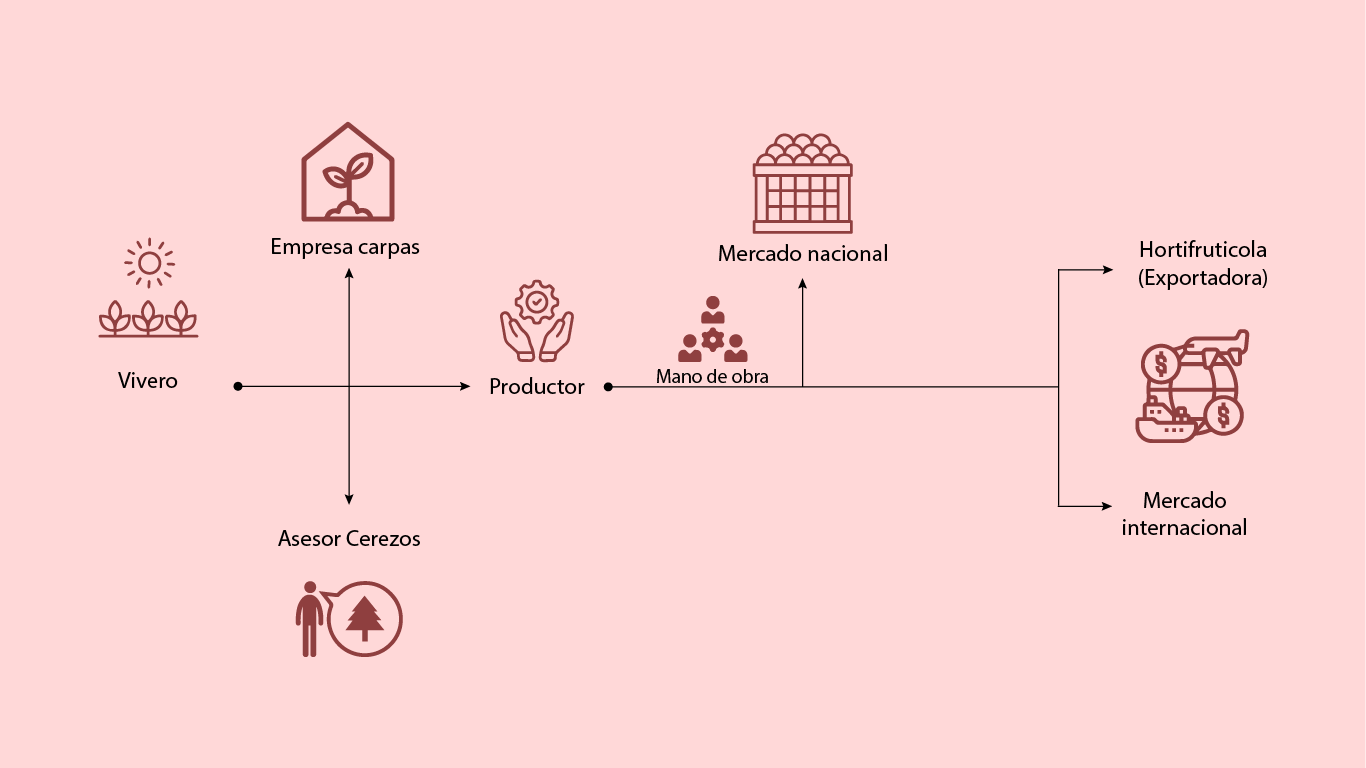 Vivero
Empresa carpas
Asesor Cerezos
Productor
Mano de obra
Mercado nacional
Hortifruticola
(Exportadora)
$
$
Mercado
internacional